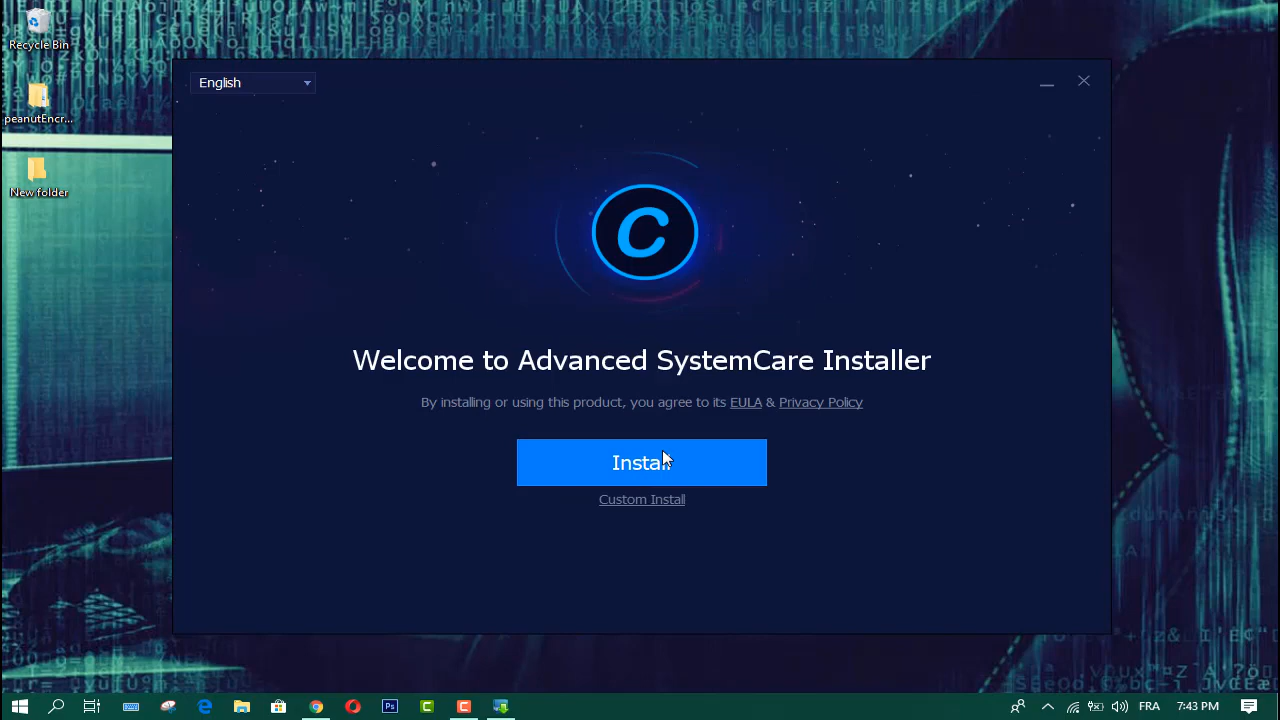 Recycle Bin
peanutEncr...
New folder
English
C
Welcome to Advanced SystemCare Installer
By installing or using this product, you agree to its EULA & Privacy Policy
Install
Custom Install
Ps
C
C
FRA
7:43 PM